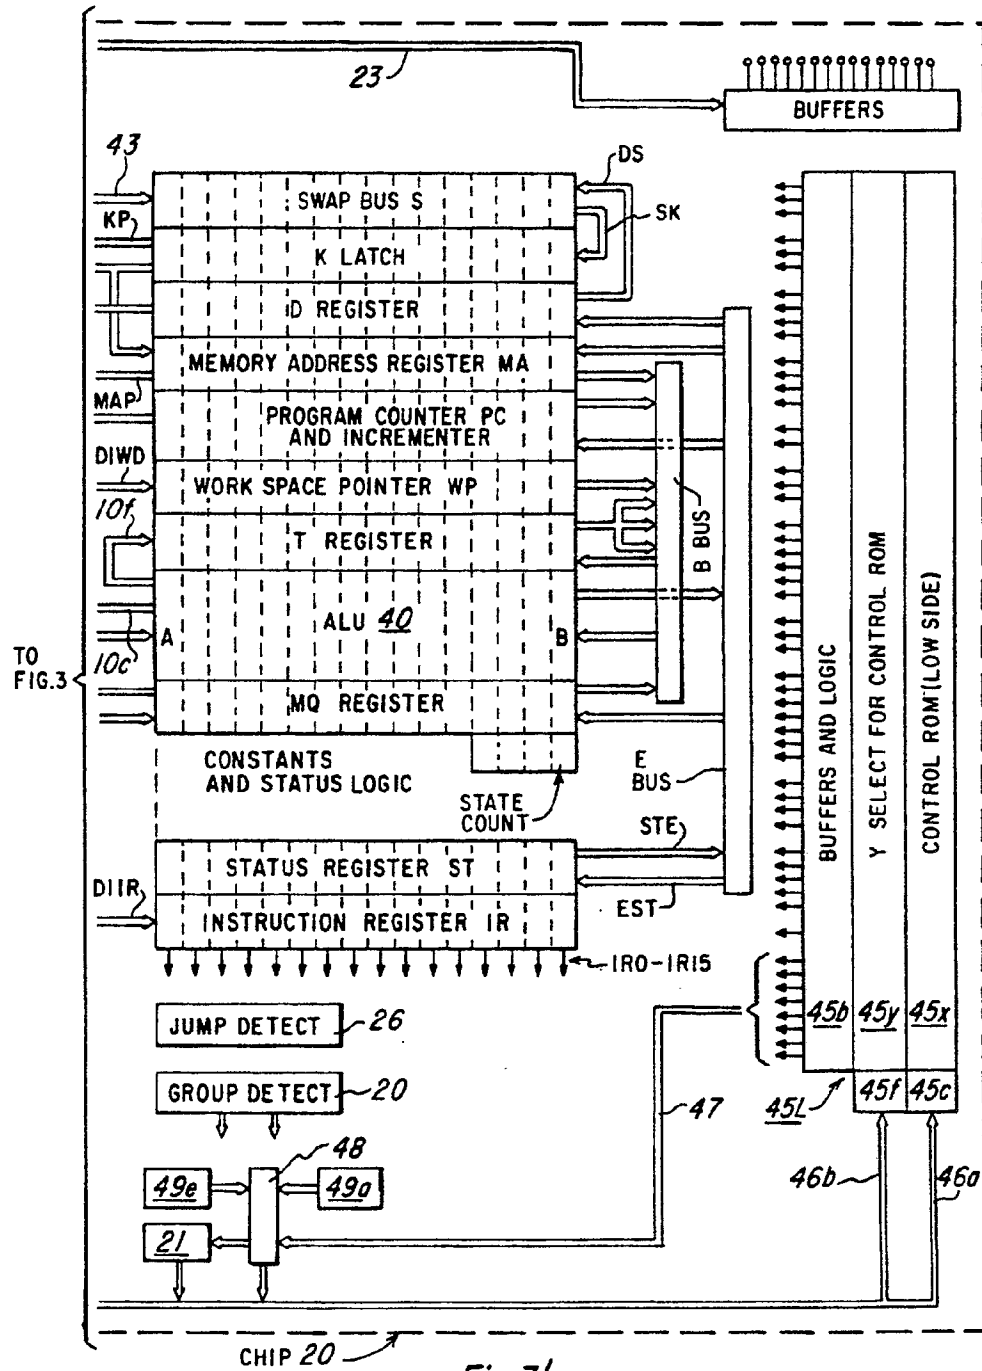 23
BUFFERS
43
DS
SWAP BUS S
SK
KP
K LATCH
D REGISTER
MEMORY ADDRESS REGISTER MA
MAP
PROGRAM COUNTER PC
AND INCREMENTER
DIWD
WORK SPACE POINTER WP
10f
T REGISTER
B BUS
ALU 40
A
B
10c
TO
FIG.3
MQ REGISTER
CONSTANTS
AND STATUS LOGIC
STATE
COUNT
E
BUS
STE
STATUS REGISTER ST
DIIR
EST
INSTRUCTION REGISTER IR
IR0-IR15
BUFFERS AND LOGIC
Y SELECT FOR CONTROL ROM
CONTROL ROM (LOW SIDE)
JUMP DETECT
26
45b
45y
45x
GROUP DETECT
20
47
45L
45f
45c
48
49e
49a
46b
46a
21
CHIP 20